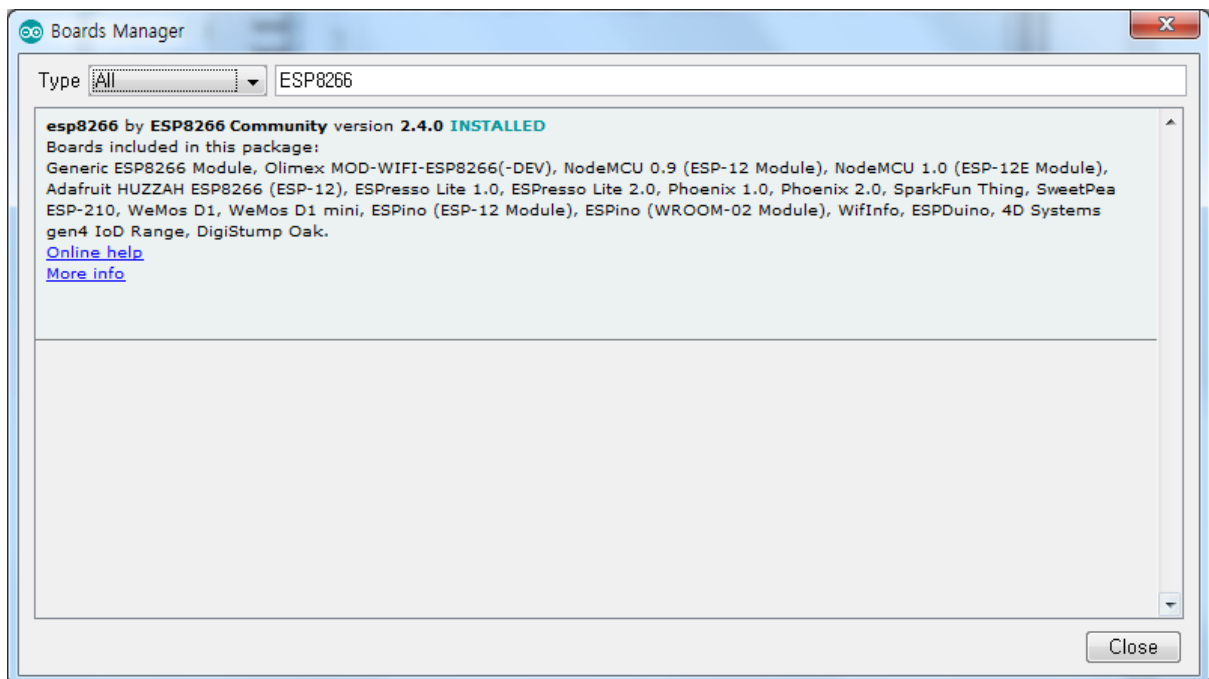 Boards Manager
Type All ESP8266
esp8266 by ESP8266 Community version 2.4.0 INSTALLED
Boards included in this package:
Generic ESP8266 Module, Olimex MOD-WIFI-ESP8266(-DEV), NodeMCU 0.9 (ESP-12 Module), NodeMCU 1.0 (ESP-12E Module),
Adafruit HUZZAH ESP8266 (ESP-12), ESPresso Lite 1.0, ESPresso Lite 2.0, Phoenix 1.0, Phoenix 2.0, SparkFun Thing, SweetPea
ESP-210, WeMos D1, WeMos D1 mini, ESPino (ESP-12 Module), ESPino (WROOM-02 Module), WifInfo, ESPDuino, 4D Systems
gen4 IoD Range, DigiStump Oak.
Online help
More info
Close